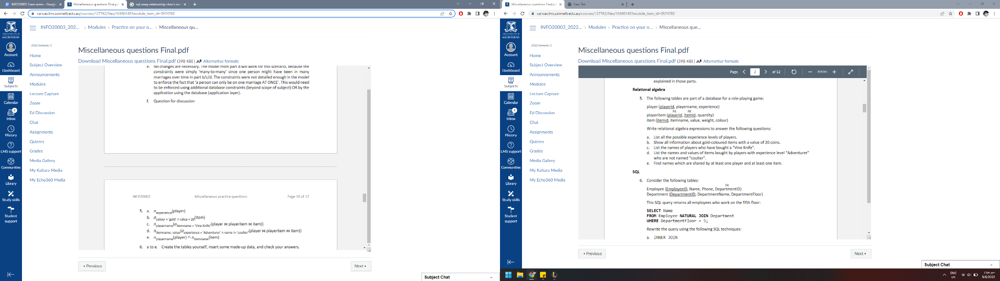 INFO20003 Exam notes - Google
Miscellaneous questions Final.p
sql unary relationship chen's not
canvas.lms.unimelb.edu.au/courses/127762/files/10480148?module_item_id=3574783
MELBOURNE
Account
Dashboard
Subjects
Calendar
8
Inbox
History
LMS support
Communities
Library
Study skills
Student
support
INFO20003_202...
Modules
Practice on your o...
Miscellaneous qu...
2022 Semester 1
Home
Subject Overview
Announcements
Modules
Lecture Capture
Zoom
Ed Discussion
Chat
Assignments
Quizzes
Grades
Media Gallery
My Kaltura Media
My Echo360 Media
Miscellaneous questions Final.pdf
Download Miscellaneous questions Final.pdf (398 KB) | Alternative formats
e. No changes are necessary. The model from part d will work for this scenario, because the
constraints were simply 'many-to-many' since one person might have been in many
marriages over time in part b/c/d. The constraints were not detailed enough in the model
to enforce the fact that 'a person can only be on one marriage AT ONCE'. This would need
to be enforced using additional database constraints (beyond scope of subject) OR by the
application using the database (application layer).
f. Question for discussion
INFO20003 Miscellaneous practice questions Page 10 of 12
5. a. π experience(player)
b. σ colour = 'gold' ∧ value = 20(item)
c. π playername(σ itemname = 'Vine Knife'(player ⋈ playeritem ⋈ item))
d. π itemname, value(σ experience = 'Adventurer' ∧ name != 'coulter'(player ⋈ playeritem ⋈ item))
e. π playername(player) ∩ π itemname(item)
6. a to e. Create the tables yourself, insert some made-up data, and check your answers.
Previous
Next
Subject Chat
Miscellaneous questions Final.p
New Tab
canvas.lms.unimelb.edu.au/courses/127762/files/10480148?module_item_id=3574783
MELBOURNE
Account
Dashboard
Subjects
Calendar
8
Inbox
History
LMS support
Communities
Library
Study skills
Student
support
INFO20003_2022...
Modules
Practice on your o...
Miscellaneous que...
2022 Semester 1
Home
Subject Overview
Announcements
Modules
Lecture Capture
Zoom
Ed Discussion
Chat
Assignments
Quizzes
Grades
Media Gallery
My Kaltura Media
My Echo360 Media
Miscellaneous questions Final.pdf
Download Miscellaneous questions Final.pdf (398 KB) | Alternative formats
Page 2 of 12 ZOOM
explained in those parts.
Relational algebra
5. The following tables are part of a database for a role-playing game:
player (playerid, playername, experience)
FK FK
playeritem (playerid, itemid, quantity)
item (itemid, itemname, value, weight, colour)
Write relational algebra expressions to answer the following questions:
a. List all the possible experience levels of players.
b. Show all information about gold-coloured items with a value of 20 coins.
c. List the names of players who have bought a "Vine Knife".
d. List the names and values of items bought by players with experience level "Adventurer"
who are not named "coulter".
e. Find names which are shared by at least one player and at least one item.
SQL
6. Consider the following tables:
FK
Employee (EmployeeID, Name, Phone, DepartmentID)
Department (DepartmentID, DepartmentName, DepartmentFloor)
This SQL query returns all employees who work on the fifth floor:
SELECT Name
FROM Employee NATURAL JOIN Department
WHERE DepartmentFloor = 5;
Rewrite the query using the following SQL techniques:
a. INNER JOIN
Previous
Next
Subject Chat
ENG
US
7:54 pm
8/6/2022